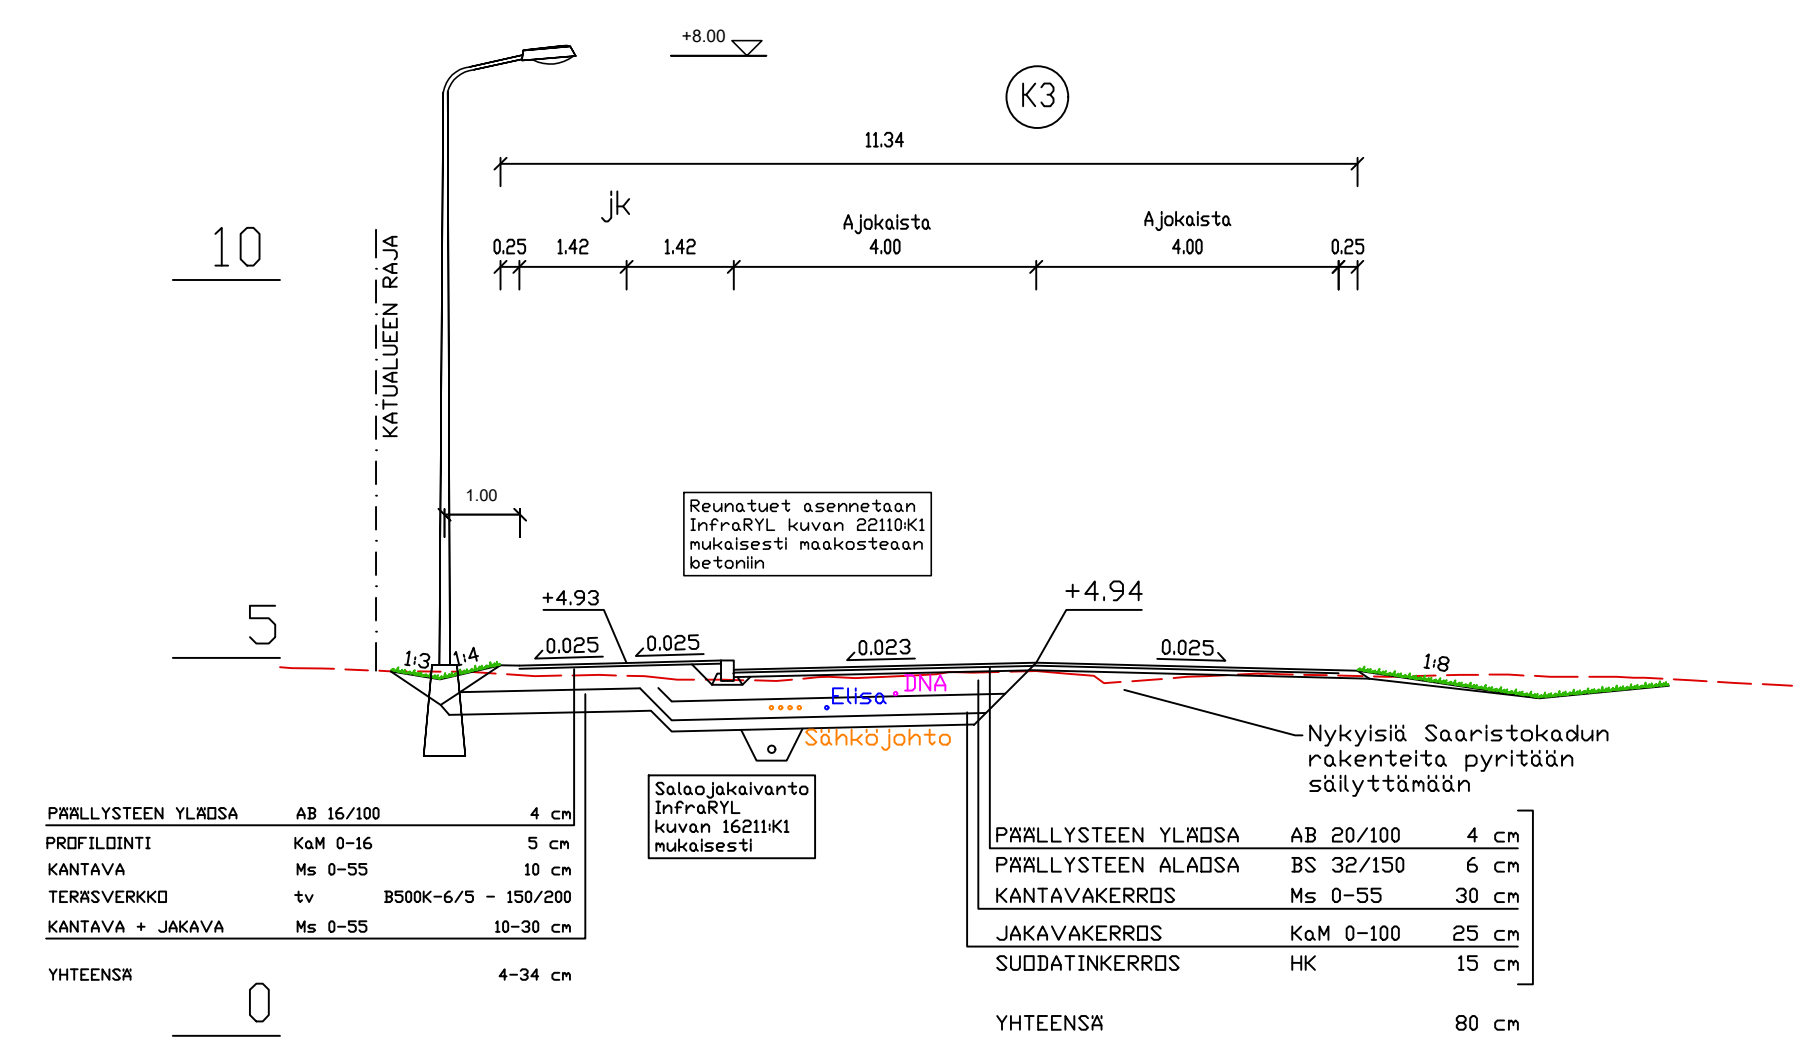 +8.00
K3
11.34
jk
Ajokaista
Ajokaista
0.25 1.42 1.42 4.00 4.00 0.25
10
KATUALUEEN RAJA
1.00
Reunatuet asennetaan
InfraRYL kuvan 22110:K1
mukaisesti maakosteaan
betoniin
+4.93
+4.94
5
1:3 1:4 0.025 0.025 0.023 0.025 1:8
DNA
Elisa
Sähköjohto
Nykyisiä Saaristokadun
rakenteita pyritään
säilyttämään
Salaojakaivanto
InfraRYL
kuvan 16211:K1
mukaisesti
PÄÄLLYSTEEN YLÄOSA AB 16/100 4 cm
PROFILOINTI KaM 0-16 5 cm
KANTAVA Ms 0-55 10 cm
TERÄSVERKKO tv B500K-6/5 - 150/200
KANTAVA + JAKAVA Ms 0-55 10-30 cm
YHTEENSÄ 4-34 cm
PÄÄLLYSTEEN YLÄOSA AB 20/100 4 cm
PÄÄLLYSTEEN ALAOSA BS 32/150 6 cm
KANTAVAKERROS Ms 0-55 30 cm
JAKAVAKERROS KaM 0-100 25 cm
SUODATINKERROS HK 15 cm
YHTEENSÄ 80 cm
0